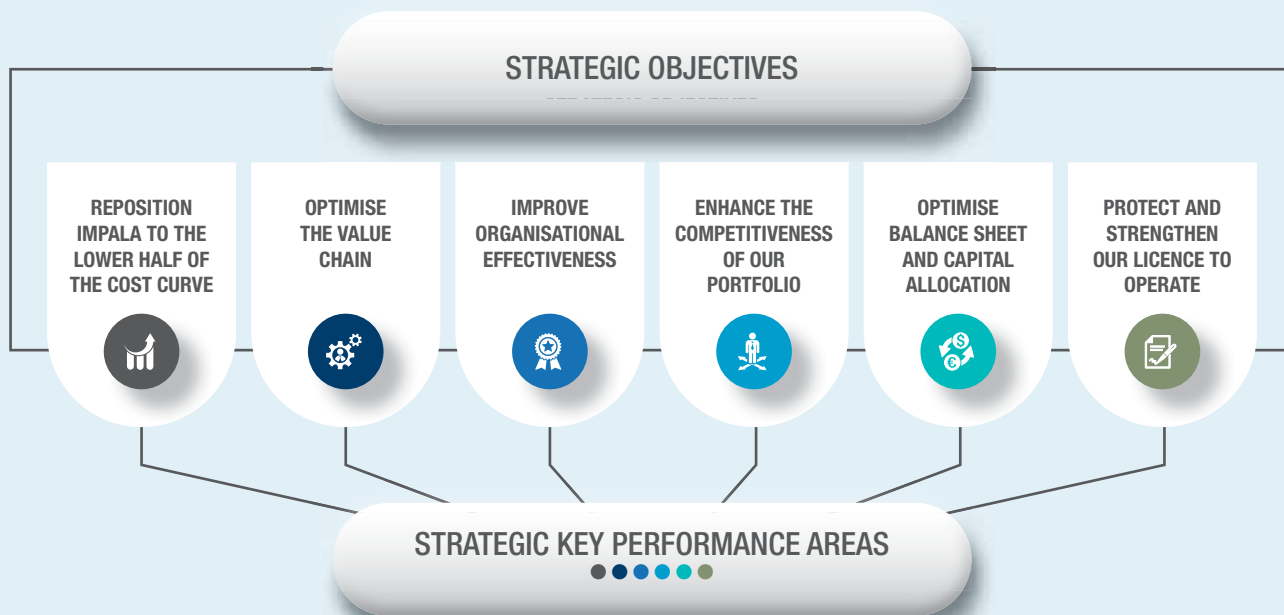 STRATEGIC OBJECTIVES
REPOSITION
IMPALA TO THE
LOWER HALF OF
THE COST CURVE
OPTIMISE
THE VALUE
CHAIN
IMPROVE
ORGANISATIONAL
EFFECTIVENESS
ENHANCE THE
COMPETITIVENESS
OF OUR
PORTFOLIO
OPTIMISE
BALANCE SHEET
AND CAPITAL
ALLOCATION
PROTECT AND
STRENGTHEN
OUR LICENCE TO
OPERATE
$
€
STRATEGIC KEY PERFORMANCE AREAS